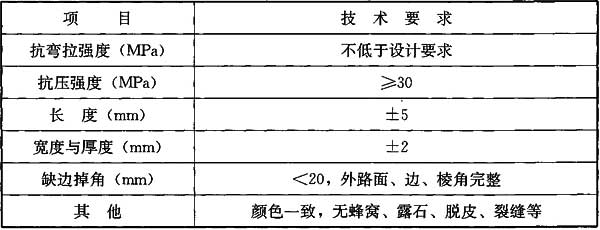 项 目 技 术 要 求
抗弯拉强度(MPa) 不低于设计要求
抗压强度(MPa) ≥30
长 度(mm) ±5
宽度与厚度(mm) ±2
缺边掉角(mm) <20,外路面、边、棱角完整
其 他 颜色一致,无蜂窝、露石、脱皮、裂缝等